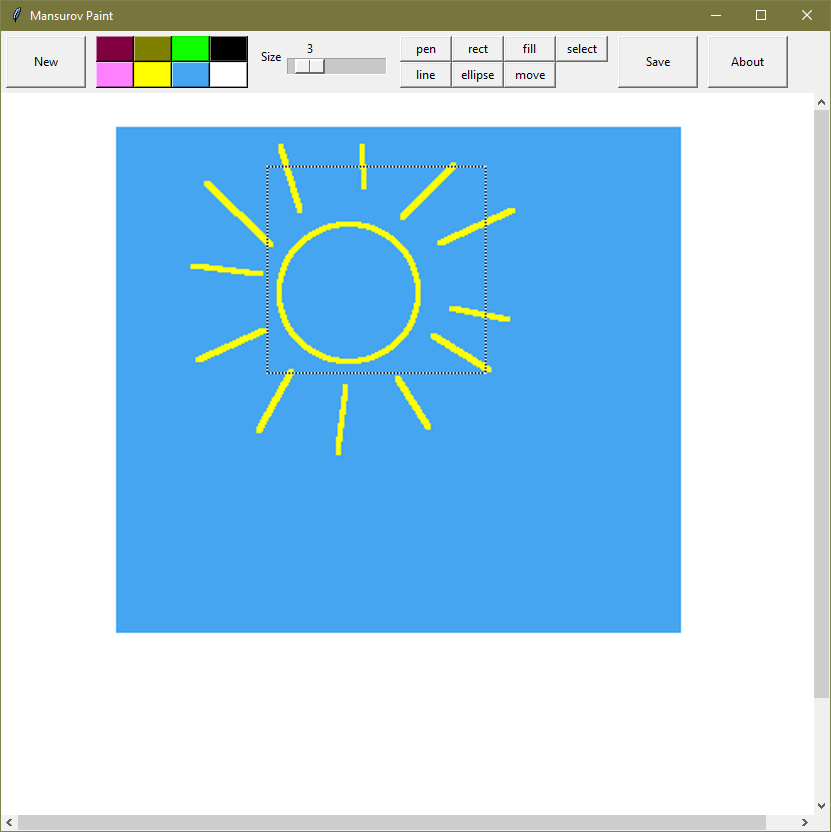 Mansurov Paint
New
Size
3
pen rect fill select
line ellipse move
Save
About